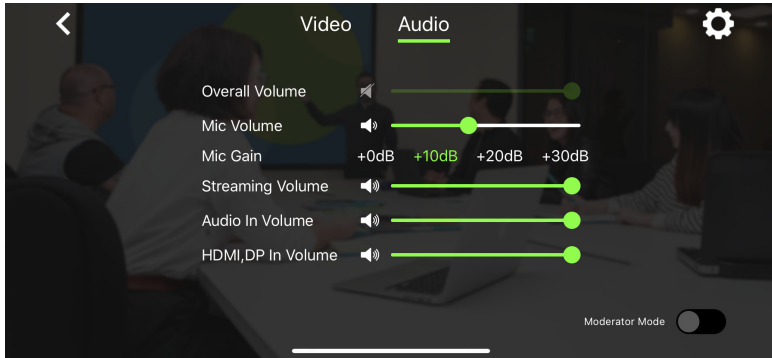 Video Audio
Overall Volume
Mic Volume
Mic Gain +0dB +10dB +20dB +30dB
Streaming Volume
Audio In Volume
HDMI,DP In Volume
Moderator Mode